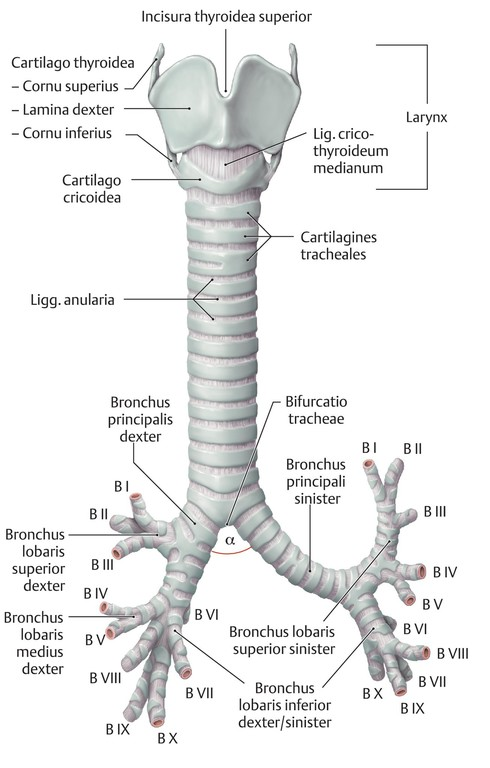 Incisura thyroidea superior
Cartilago thyroidea
– Cornu superius
– Lamina dexter
– Cornu inferius
Larynx
Lig. crico-
thyroideum
medianum
Cartilago
cricoidea
Cartilagines
tracheales
Ligg. anularia
Bronchus
principalis
dexter
Bifurcatio
tracheae
Bronchus
principali
sinister
B I
B II
B I
B II
B III
B III
α
Bronchus
lobaris
superior
dexter
B IV
B V
B IV
B V
Bronchus
lobaris
medius
dexter
B VI
B VI
Bronchus lobaris
superior sinister
B VIII
B VIII
B VII
B VII
Bronchus
lobaris inferior
dexter/sinister
B X
B IX
B IX
B X